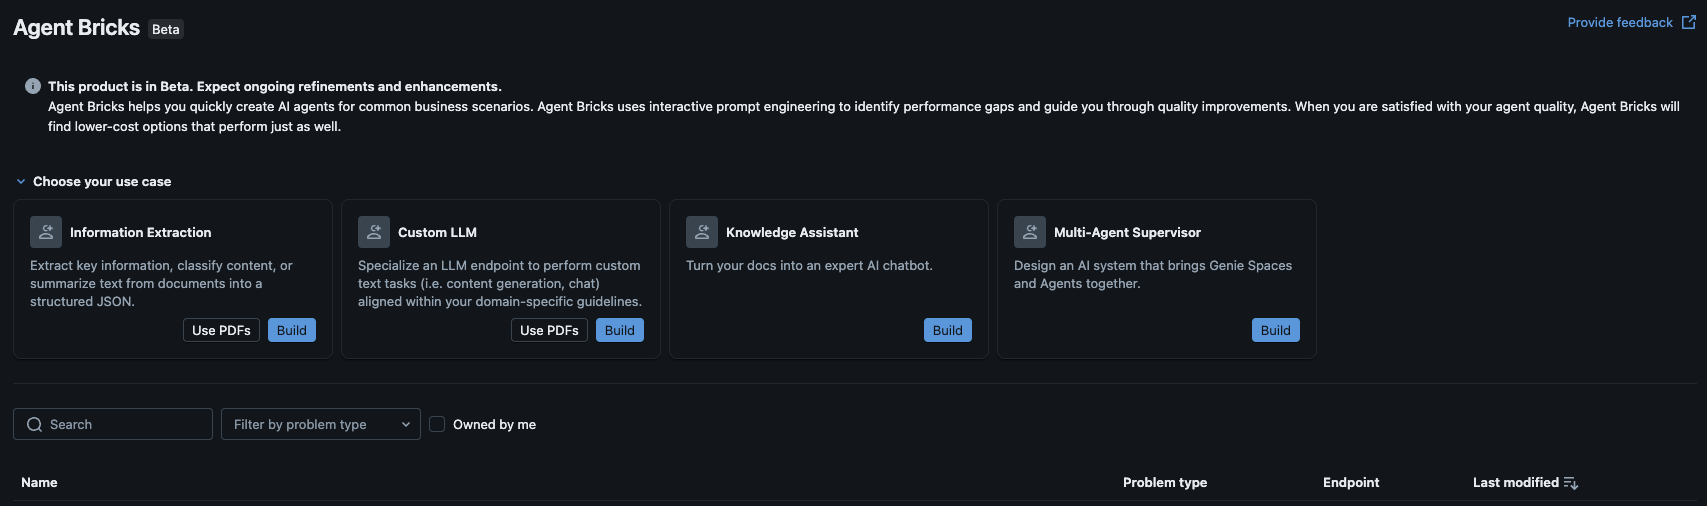 Agent Bricks Beta
Provide feedback
This product is in Beta. Expect ongoing refinements and enhancements.
Agent Bricks helps you quickly create AI agents for common business scenarios. Agent Bricks uses interactive prompt engineering to identify performance gaps and guide you through quality improvements. When you are satisfied with your agent quality, Agent Bricks will
find lower-cost options that perform just as well.
Choose your use case
Information Extraction
Extract key information, classify content, or
summarize text from documents into a
structured JSON.
Use PDFs Build
Custom LLM
Specialize an LLM endpoint to perform custom
text tasks (i.e. content generation, chat)
aligned within your domain-specific guidelines.
Use PDFs Build
Knowledge Assistant
Turn your docs into an expert AI chatbot.
Build
Multi-Agent Supervisor
Design an AI system that brings Genie Spaces
and Agents together.
Build
Search
Filter by problem type
Owned by me
Name Problem type Endpoint Last modified